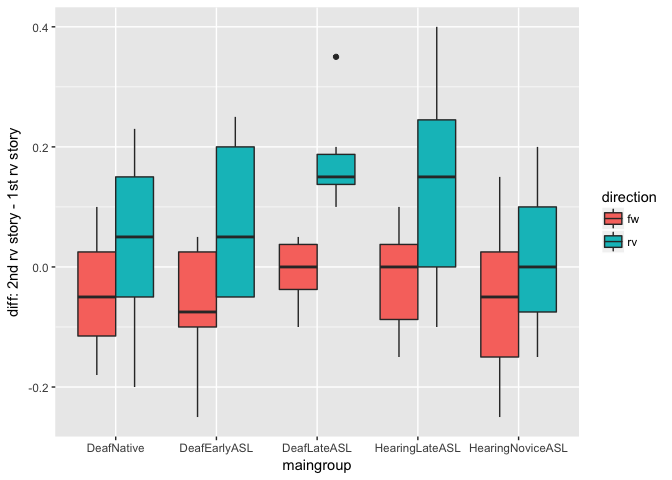 0.4
0.2
0.0
-0.2
diff: 2nd rv story - 1st rv story
DeafNative
DeafEarlyASL
DeafLateASL
HearingLateASL
HearingNoviceASL
maingroup
direction
fw
rv